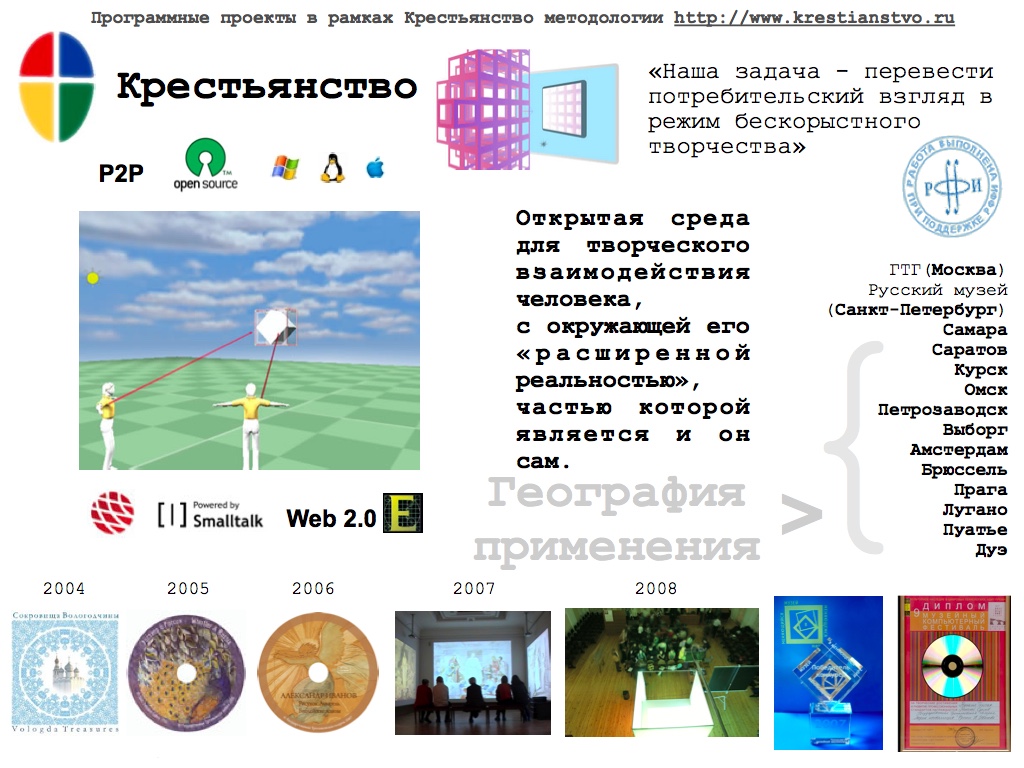 Программные проекты в рамках Крестьянство методологии http://www.krestianstvo.ru
Крестьянство
«Наша задача – перевести
потребительский взгляд в
режим бескорыстного
творчества»
P2P
open source
TM
РАБОТА ВЫПОЛНЕНА
ПРИ ПОДДЕРЖКЕ РФФИ
РФФИ
Открытая среда
для творческого
взаимодействия
человека,
с окружающей его
«расширенной
реальностью»,
частью которой
является и он
сам.
ГТГ(Москва)
Русский музей
(Санкт-Петербург)
Самара
Саратов
Курск
Омск
Петрозаводск
Выборг
Амстердам
Брюссель
Прага
Лугано
Пуатье
Дуэ
География
применения
>
Powered by
Smalltalk
Web 2.0
E
2004
2005
2006
2007
2008
Сокровища Вологодчины
Vologda Treasures
АЛЕКСАНДР ИВАНОВ
Победитель
ДИПЛОМ
МУЗЕЙНЫЙ
КОМПЬЮТЕРНЫЙ
ФЕСТИВАЛЬ